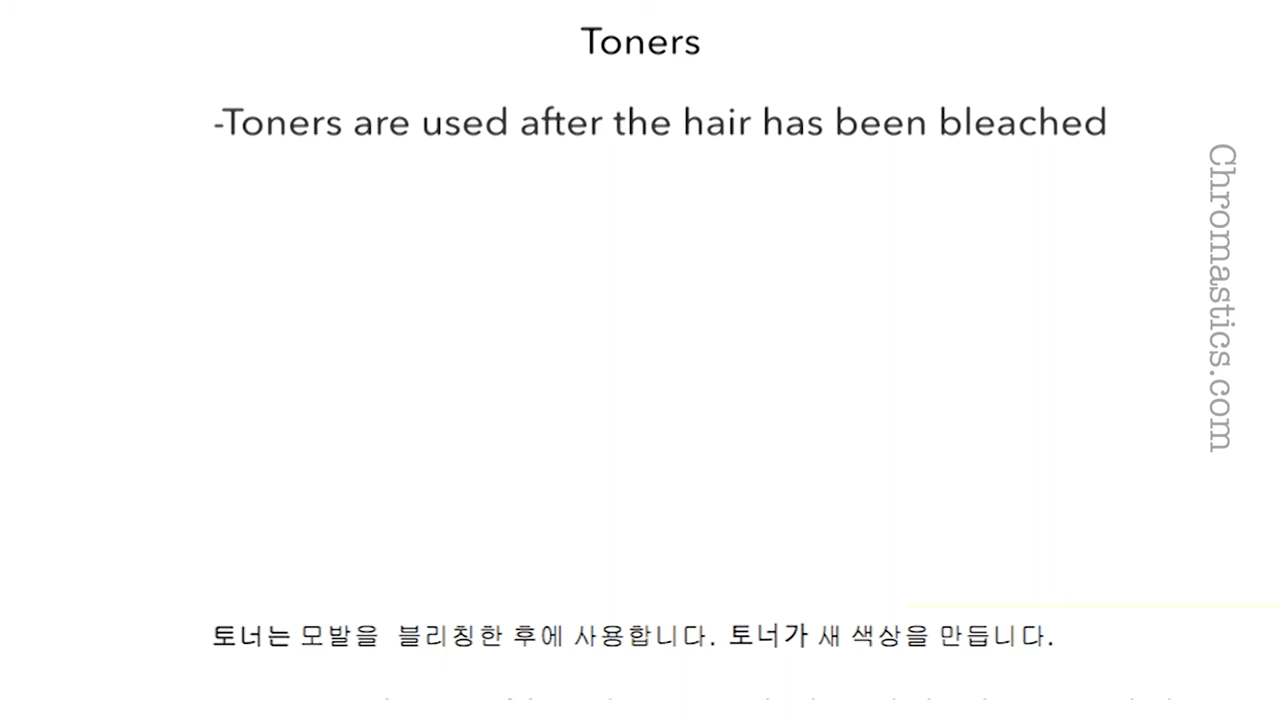 Toners
-Toners are used after the hair has been bleached
Chromastics.com
토너는 모발을 블리칭한 후에 사용합니다. 토너가 새 색상을 만듭니다.